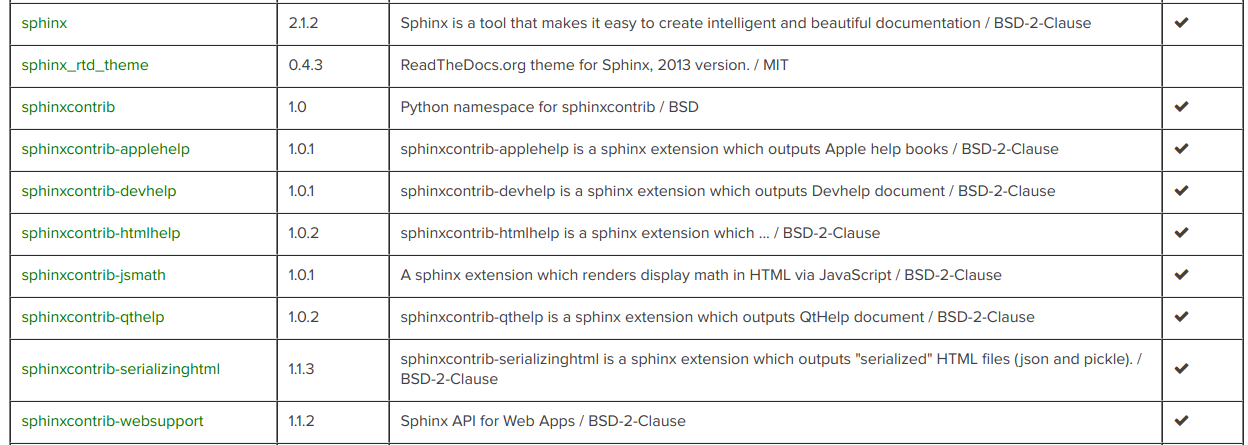 sphinx 2.1.2 Sphinx is a tool that makes it easy to create intelligent and beautiful documentation / BSD-2-Clause ✔
sphinx_rtd_theme 0.4.3 ReadTheDocs.org theme for Sphinx, 2013 version. / MIT
sphinxcontrib 1.0 Python namespace for sphinxcontrib / BSD ✔
sphinxcontrib-applehelp 1.0.1 sphinxcontrib-applehelp is a sphinx extension which outputs Apple help books / BSD-2-Clause ✔
sphinxcontrib-devhelp 1.0.1 sphinxcontrib-devhelp is a sphinx extension which outputs Devhelp document / BSD-2-Clause ✔
sphinxcontrib-htmlhelp 1.0.2 sphinxcontrib-htmlhelp is a sphinx extension which ... / BSD-2-Clause ✔
sphinxcontrib-jsmath 1.0.1 A sphinx extension which renders display math in HTML via JavaScript / BSD-2-Clause ✔
sphinxcontrib-qthelp 1.0.2 sphinxcontrib-qthelp is a sphinx extension which outputs QtHelp document / BSD-2-Clause ✔
sphinxcontrib-serializinghtml 1.1.3 sphinxcontrib-serializinghtml is a sphinx extension which outputs "serialized" HTML files (json and pickle). /
BSD-2-Clause ✔
sphinxcontrib-websupport 1.1.2 Sphinx API for Web Apps / BSD-2-Clause ✔